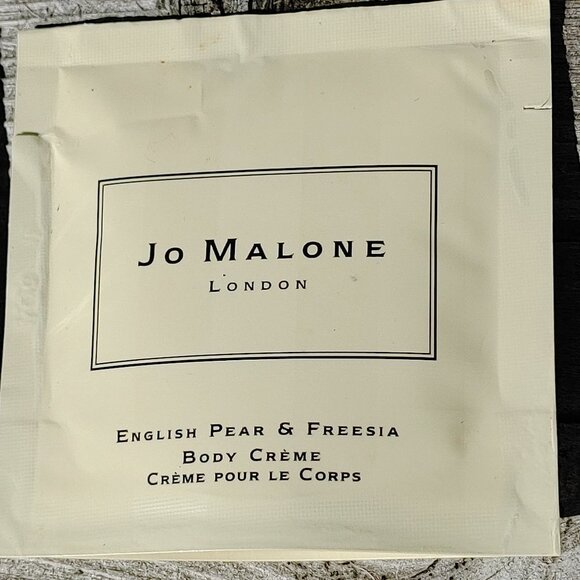 Jo Malone
London
English Pear & Freesia
Body Crème
Crème pour le Corps